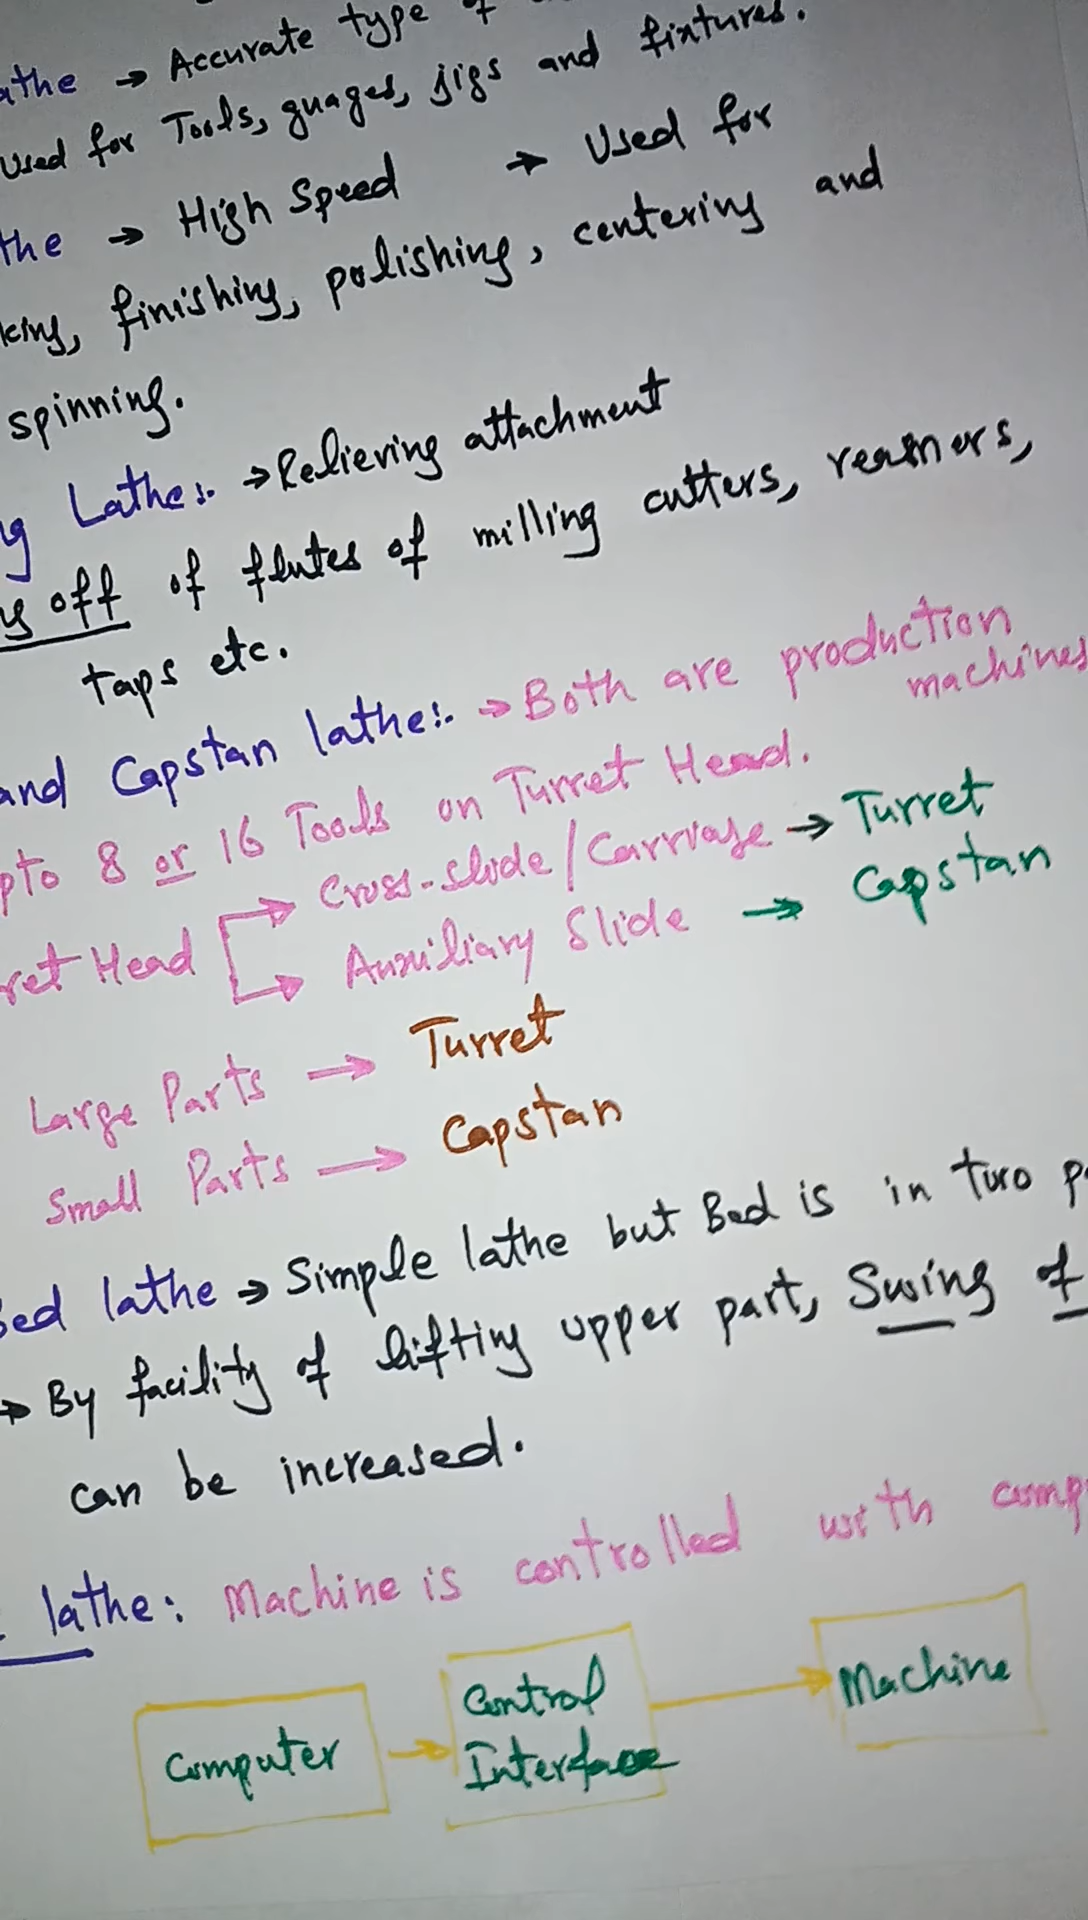 athe → Accurate type of
Used for Tools, guages, jigs and fixtures.
the → High Speed → Used for
king, finishing, polishing, centering and
spinning.
g Lathe:. → Relieving attachment
y off of flutes of milling cutters, reamers,
taps etc.
and Capstan lathe:. → Both are production
machines
pto 8 or 16 Tools on Turret Head.
ret Head → Cross-slide/Carriage → Turret
→ Auxiliary Slide → Capstan
Large Parts → Turret
Small Parts → Capstan
Bed lathe → Simple lathe but Bed is in two p
→ By facility of lifting upper part, Swing of
can be increased.
lathe: Machine is controlled with comp
Computer → Control Interface → Machine